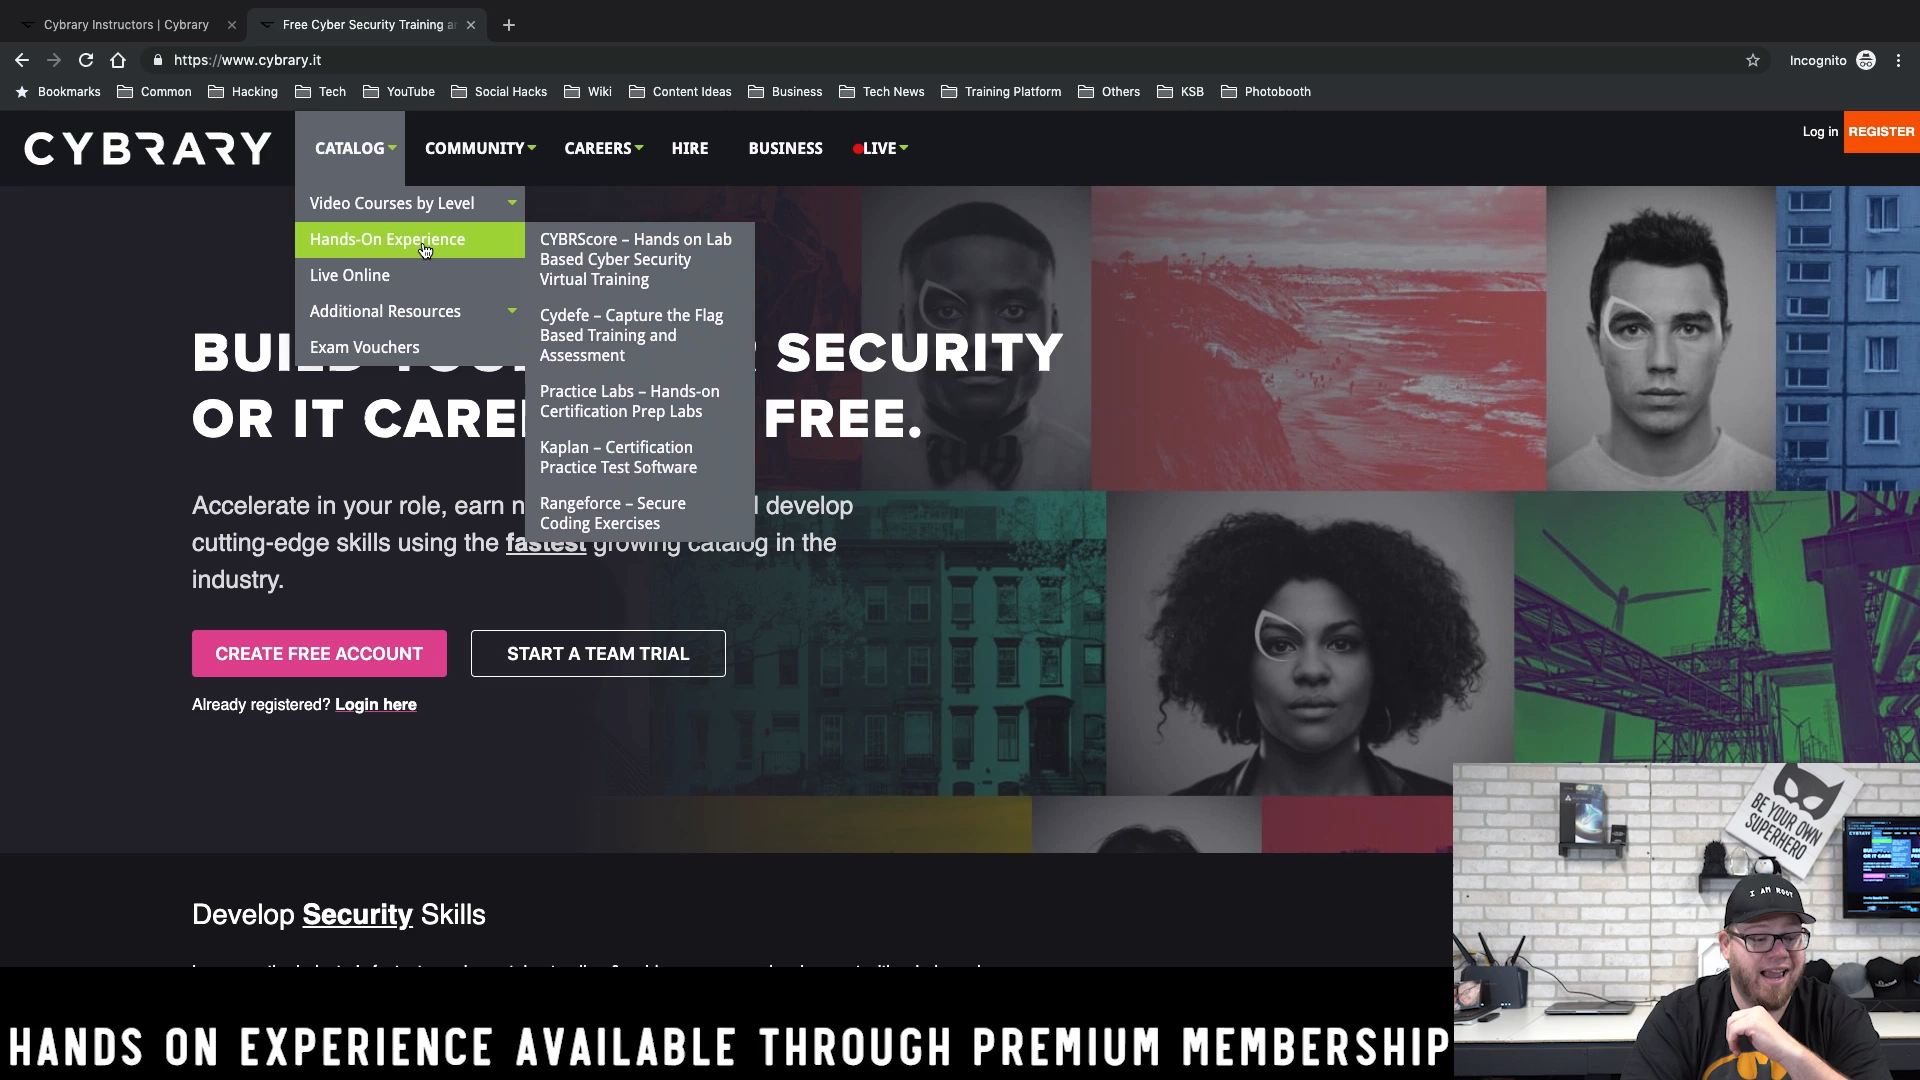 Cybrary Instructors | Cybrary
Free Cyber Security Training a
https://www.cybrary.it
Incognito
Bookmarks
Common
Hacking
Tech
YouTube
Social Hacks
Wiki
Content Ideas
Business
Tech News
Training Platform
Others
KSB
Photobooth
CYBRARY
CATALOG
COMMUNITY
CAREERS
HIRE
BUSINESS
LIVE
Log in
REGISTER
Video Courses by Level
Hands-On Experience
Live Online
Additional Resources
Exam Vouchers
CYBRScore – Hands on Lab
Based Cyber Security
Virtual Training
Cydefe – Capture the Flag
Based Training and
Assessment
Practice Labs – Hands-on
Certification Prep Labs
Kaplan – Certification
Practice Test Software
Rangeforce – Secure
Coding Exercises
SECURITY
OR IT CARE FREE.
Accelerate in your role, earn n develop
cutting-edge skills using the fastest growing catalog in the
industry.
CREATE FREE ACCOUNT
START A TEAM TRIAL
Already registered? Login here
Develop Security Skills
BE YOUR OWN
SUPERHERO
I AM ROOT
HANDS ON EXPERIENCE AVAILABLE THROUGH PREMIUM MEMBERSHIP